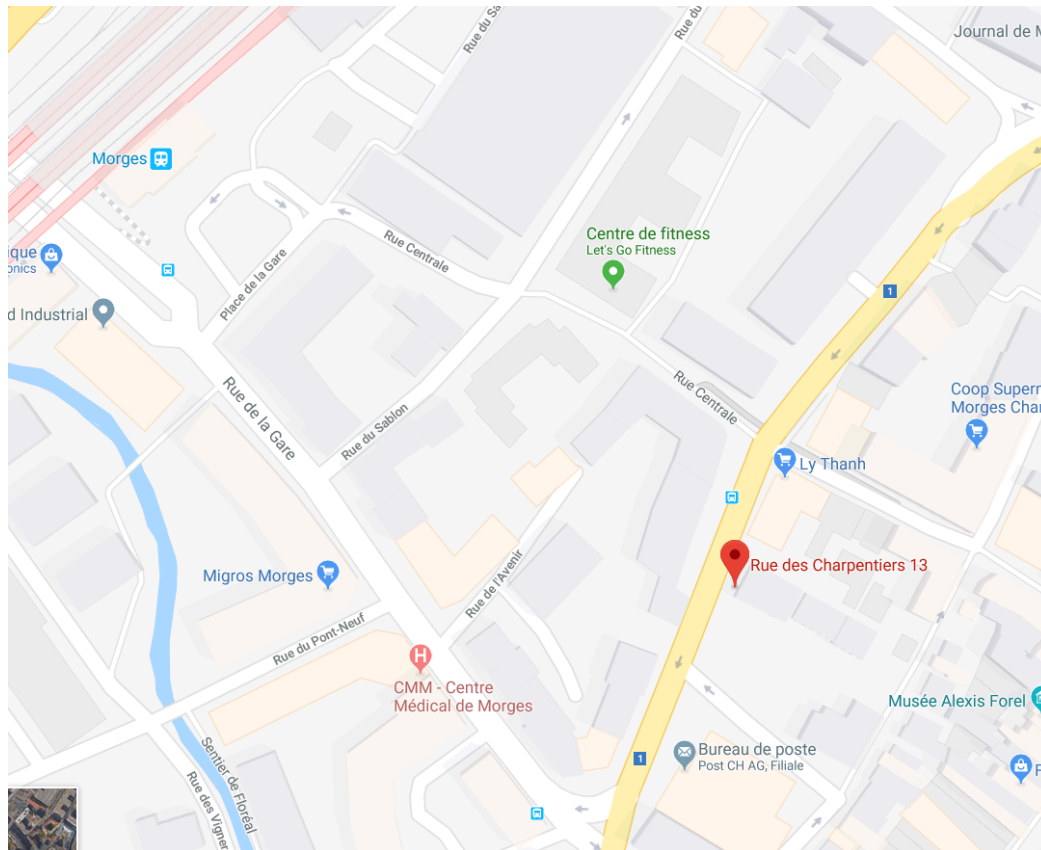 Rue du Sa
Rue du
Journal de M
Morges
Centre de fitness
Let's Go Fitness
Rue Centrale
ique
onics
Place de la Gare
1
d Industrial
Rue de la Gare
Rue Centrale
Coop Superm
Morges Char
Rue du Sablon
Ly Thanh
Rue des Charpentiers 13
Migros Morges
Rue de l'Avenir
Rue du Pont-Neuf
H
CMM - Centre
Médical de Morges
Musée Alexis Forel
Bureau de poste
Post CH AG, Filiale
1
F
Sentier de Floréal
Rue des Vigner